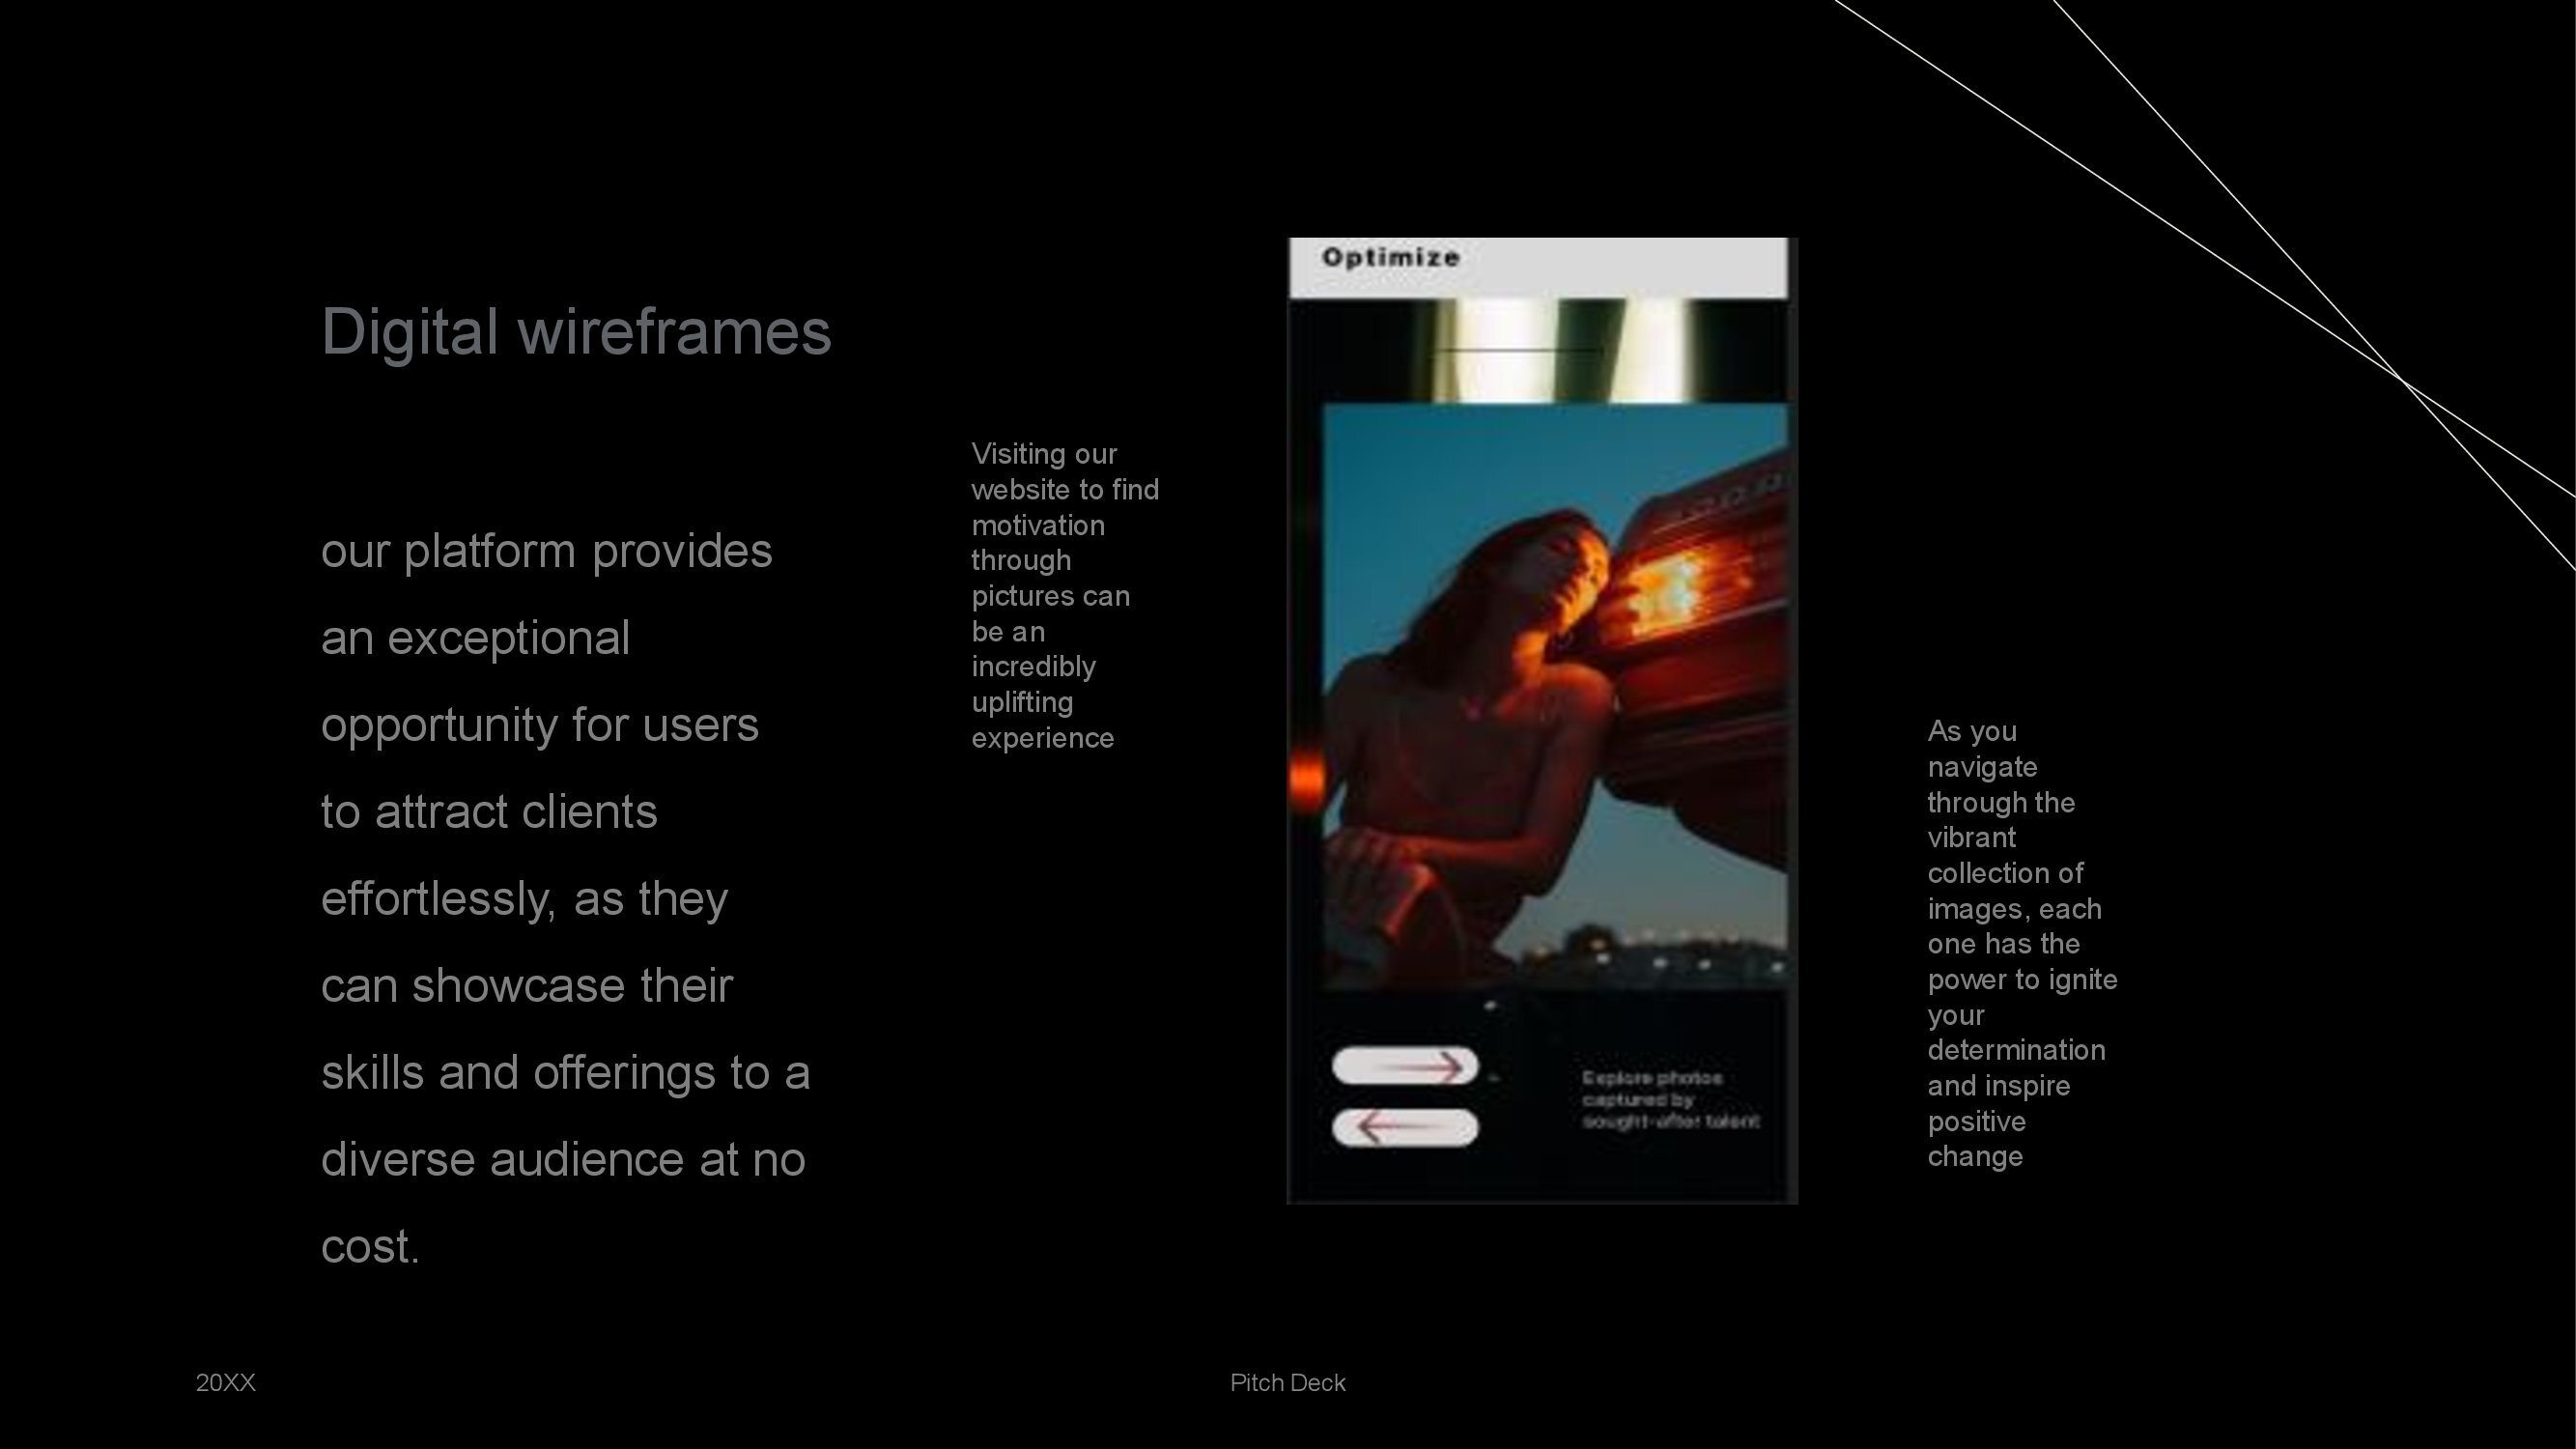 Digital wireframes
our platform provides
an exceptional
opportunity for users
to attract clients
effortlessly, as they
can showcase their
skills and offerings to a
diverse audience at no
cost.
Visiting our
website to find
motivation
through
pictures can
be an
incredibly
uplifting
experience
Optimize
Explore photos
captured by
sought-after talent
As you
navigate
through the
vibrant
collection of
images, each
one has the
power to ignite
your
determination
and inspire
positive
change
20XX
Pitch Deck